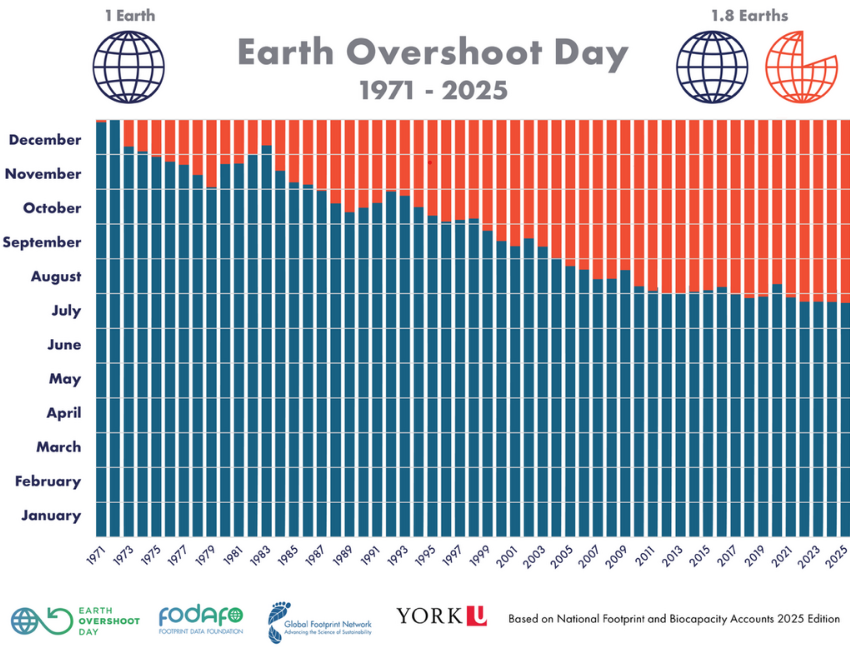 1 Earth
1.8 Earths
Earth Overshoot Day
1971 - 2025
December
November
October
September
August
July
June
May
April
March
February
January
1971 1973 1975 1977 1979 1981 1983 1985 1987 1989 1991 1993 1995 1997 1999 2001 2003 2005 2007 2009 2011 2013 2015 2017 2019 2021 2023 2025
EARTH
OVERSHOOT
DAY
FODAFO
FOOTPRINT DATA FOUNDATION
Global Footprint Network
Advancing the Science of Sustainability
YORK U
Based on National Footprint and Biocapacity Accounts 2025 Edition